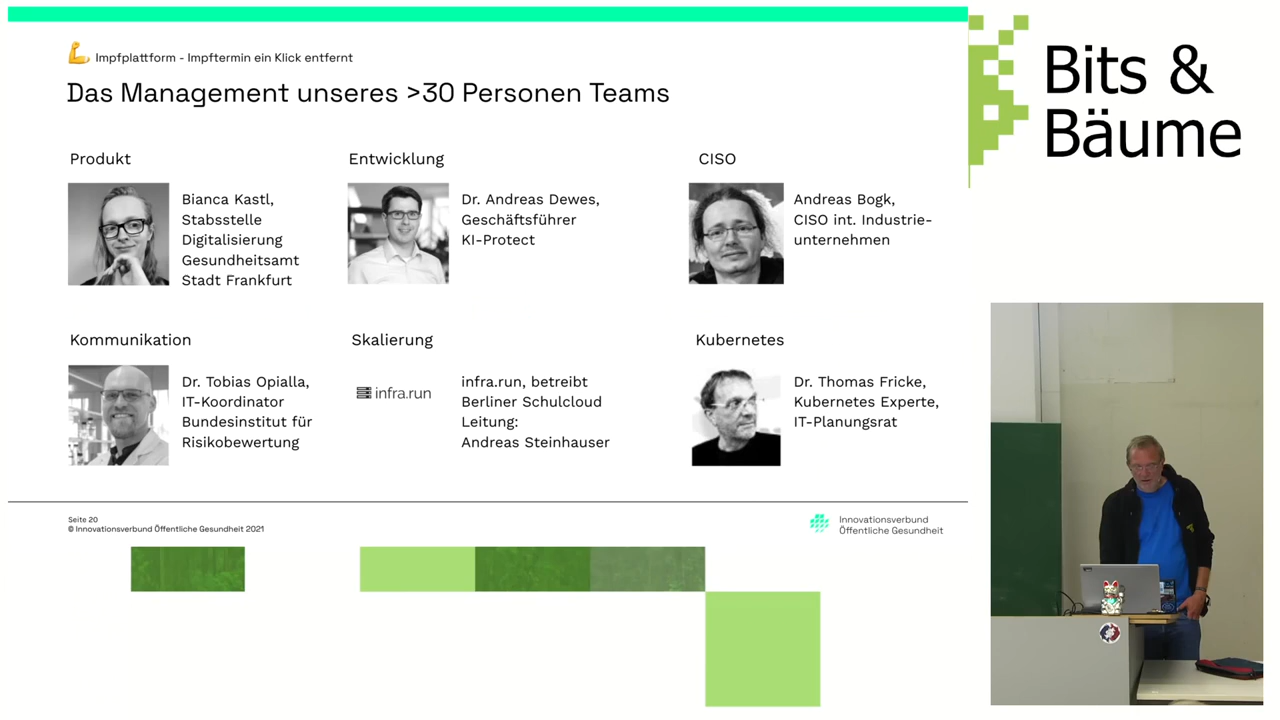 💪 Impfplattform - Impftermin ein Klick entfernt
Das Management unseres >30 Personen Teams
Produkt
Bianca Kastl,
Stabsstelle
Digitalisierung
Gesundheitsamt
Stadt Frankfurt
Entwicklung
Dr. Andreas Dewes,
Geschäftsführer
KI-Protect
CISO
Andreas Bogk,
CISO int. Industrie-
unternehmen
Kommunikation
Dr. Tobias Opialla,
IT-Koordinator
Bundesinstitut für
Risikobewertung
Skalierung
infra.run
infra.run, betreibt
Berliner Schulcloud
Leitung:
Andreas Steinhauser
Kubernetes
Dr. Thomas Fricke,
Kubernetes Experte,
IT-Planungsrat
Seite 20
© Innovationsverbund Öffentliche Gesundheit 2021
Innovationsverbund
Öffentliche Gesundheit
Bits &
Bäume